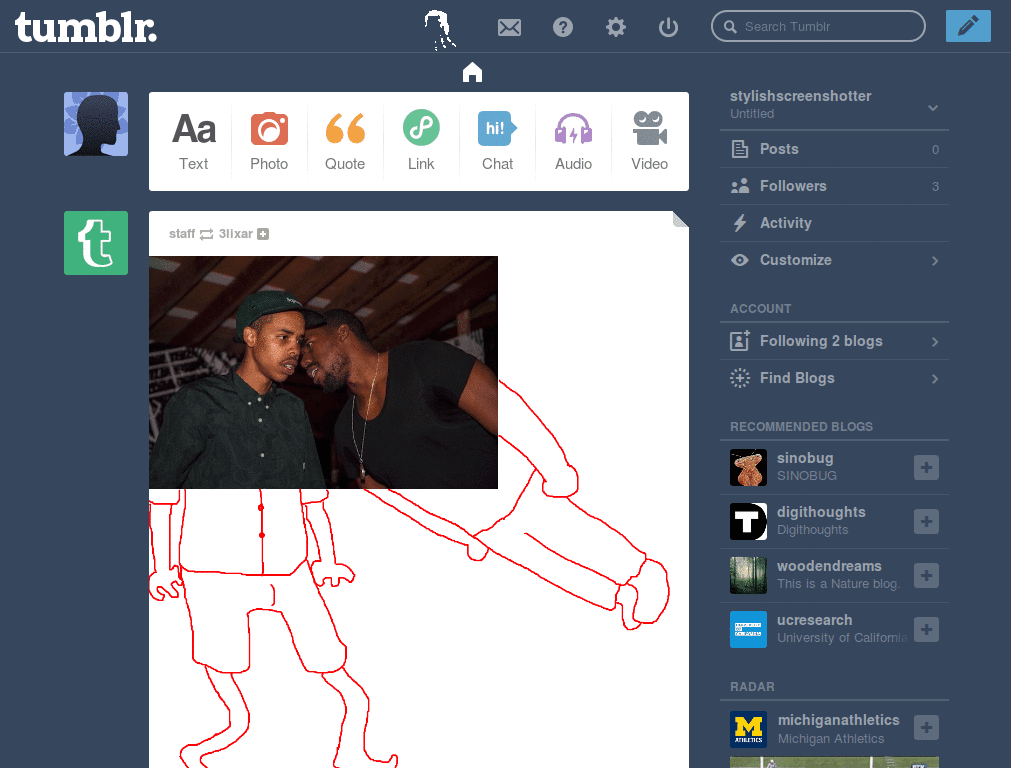 tumblr.
Search Tumblr
Aa
hi!
Text
Photo
Quote
Link
Chat
Audio
Video
t
staff 3lixar
stylishscreenshotter
Untitled
Posts 0
Followers 3
Activity
Customize
ACCOUNT
Following 2 blogs
Find Blogs
RECOMMENDED BLOGS
sinobug
SINOBUG
T
digithoughts
Digithoughts
woodendreams
This is a Nature blog.
ucresearch
University of California
RADAR
M
ATHLETICS
michiganathletics
Michigan Athletics